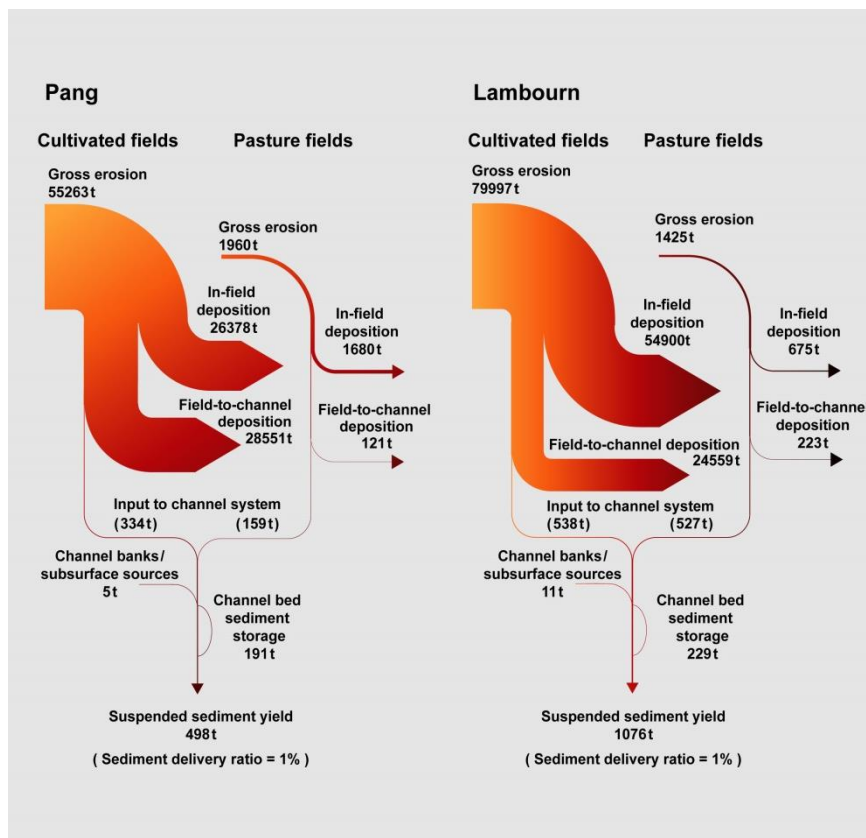 Pang
Cultivated fields
Pasture fields
Gross erosion
55263t
Gross erosion
1960t
In-field
deposition
26378t
In-field
deposition
1680t
Field-to-channel
deposition
28551t
Field-to-channel
deposition
121t
Input to channel system
(334t)
(159t)
Channel banks/
subsurface sources
5t
Channel bed
sediment
storage
191t
Suspended sediment yield
498t
( Sediment delivery ratio = 1% )
Lambourn
Cultivated fields
Pasture fields
Gross erosion
79997t
Gross erosion
1425t
In-field
deposition
54900t
In-field
deposition
675t
Field-to-channel deposition
24559t
Field-to-channel
deposition
223t
Input to channel system
(538t)
(527t)
Channel banks/
subsurface sources
11t
Channel bed
sediment
storage
229t
Suspended sediment yield
1076t
( Sediment delivery ratio = 1% )